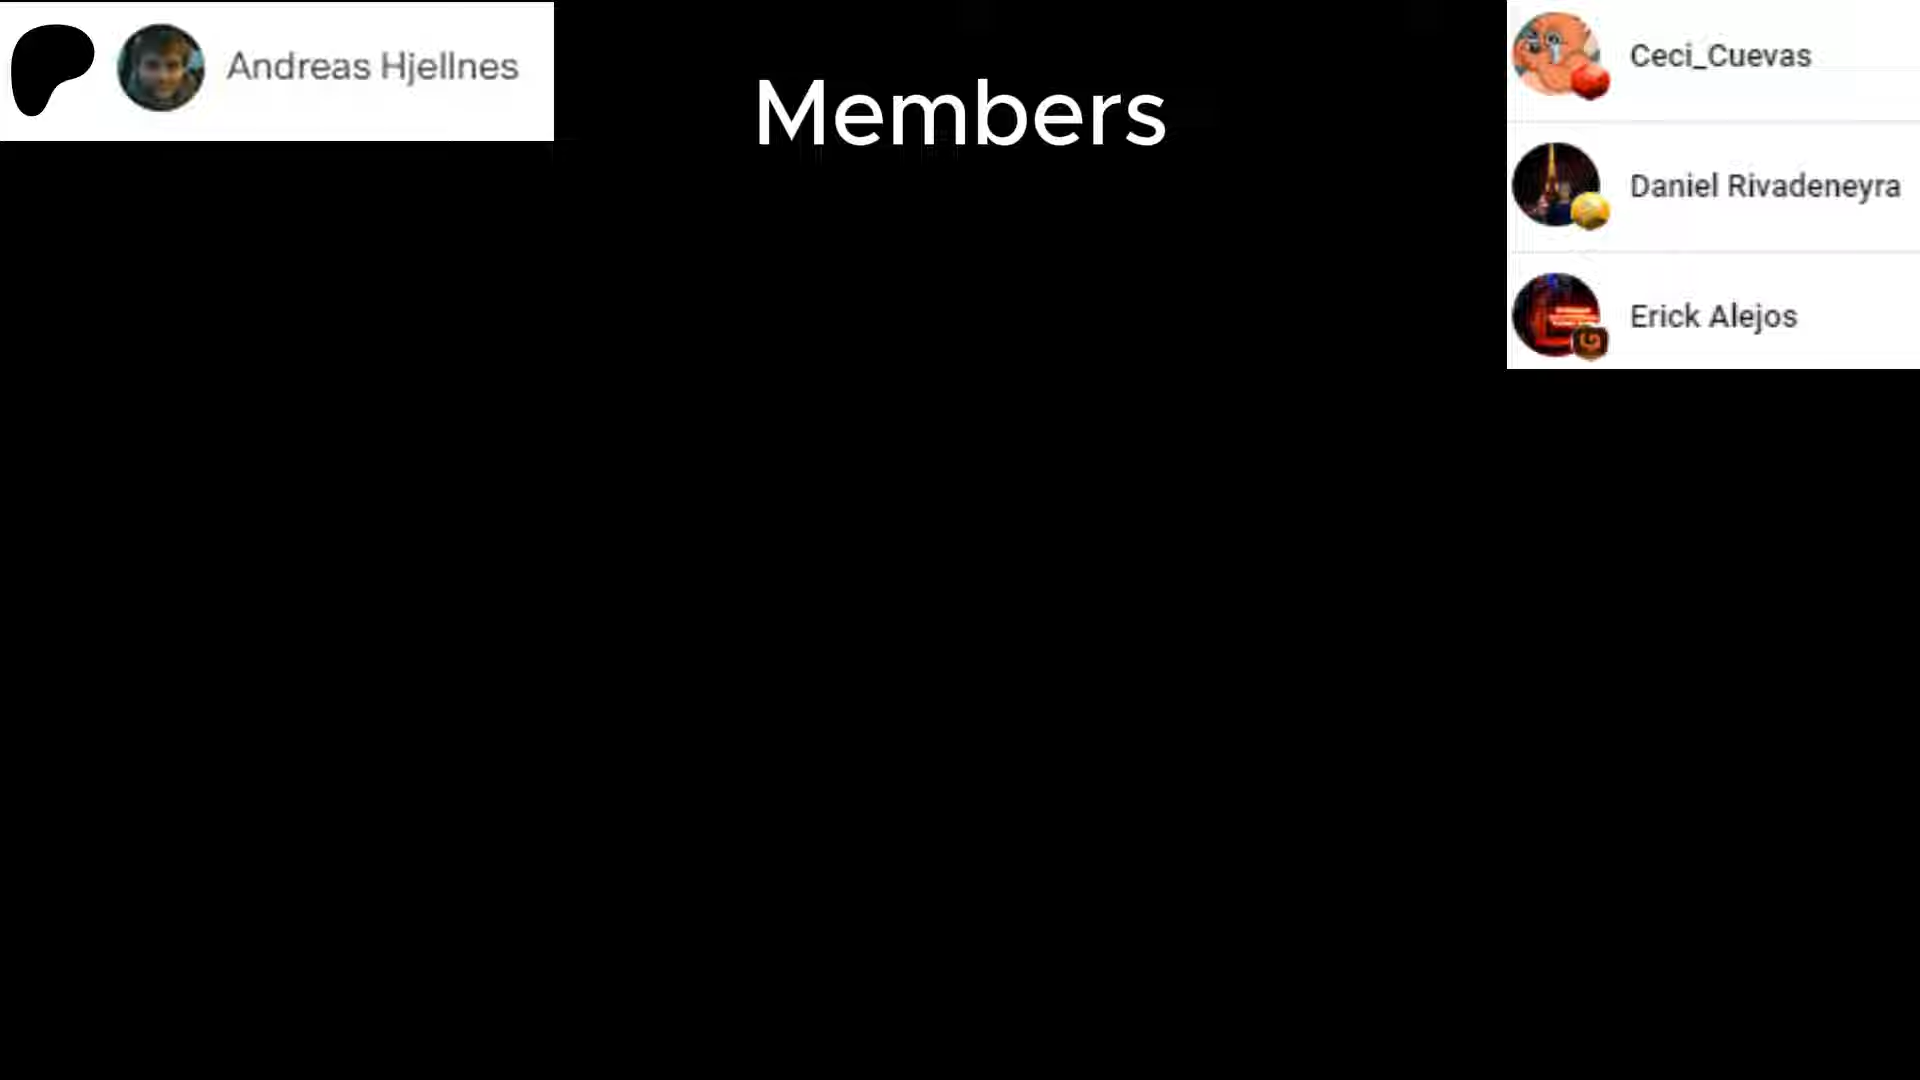 Andreas Hjellnes
Members
Ceci_Cuevas
Daniel Rivadeneyra
Erick Alejos